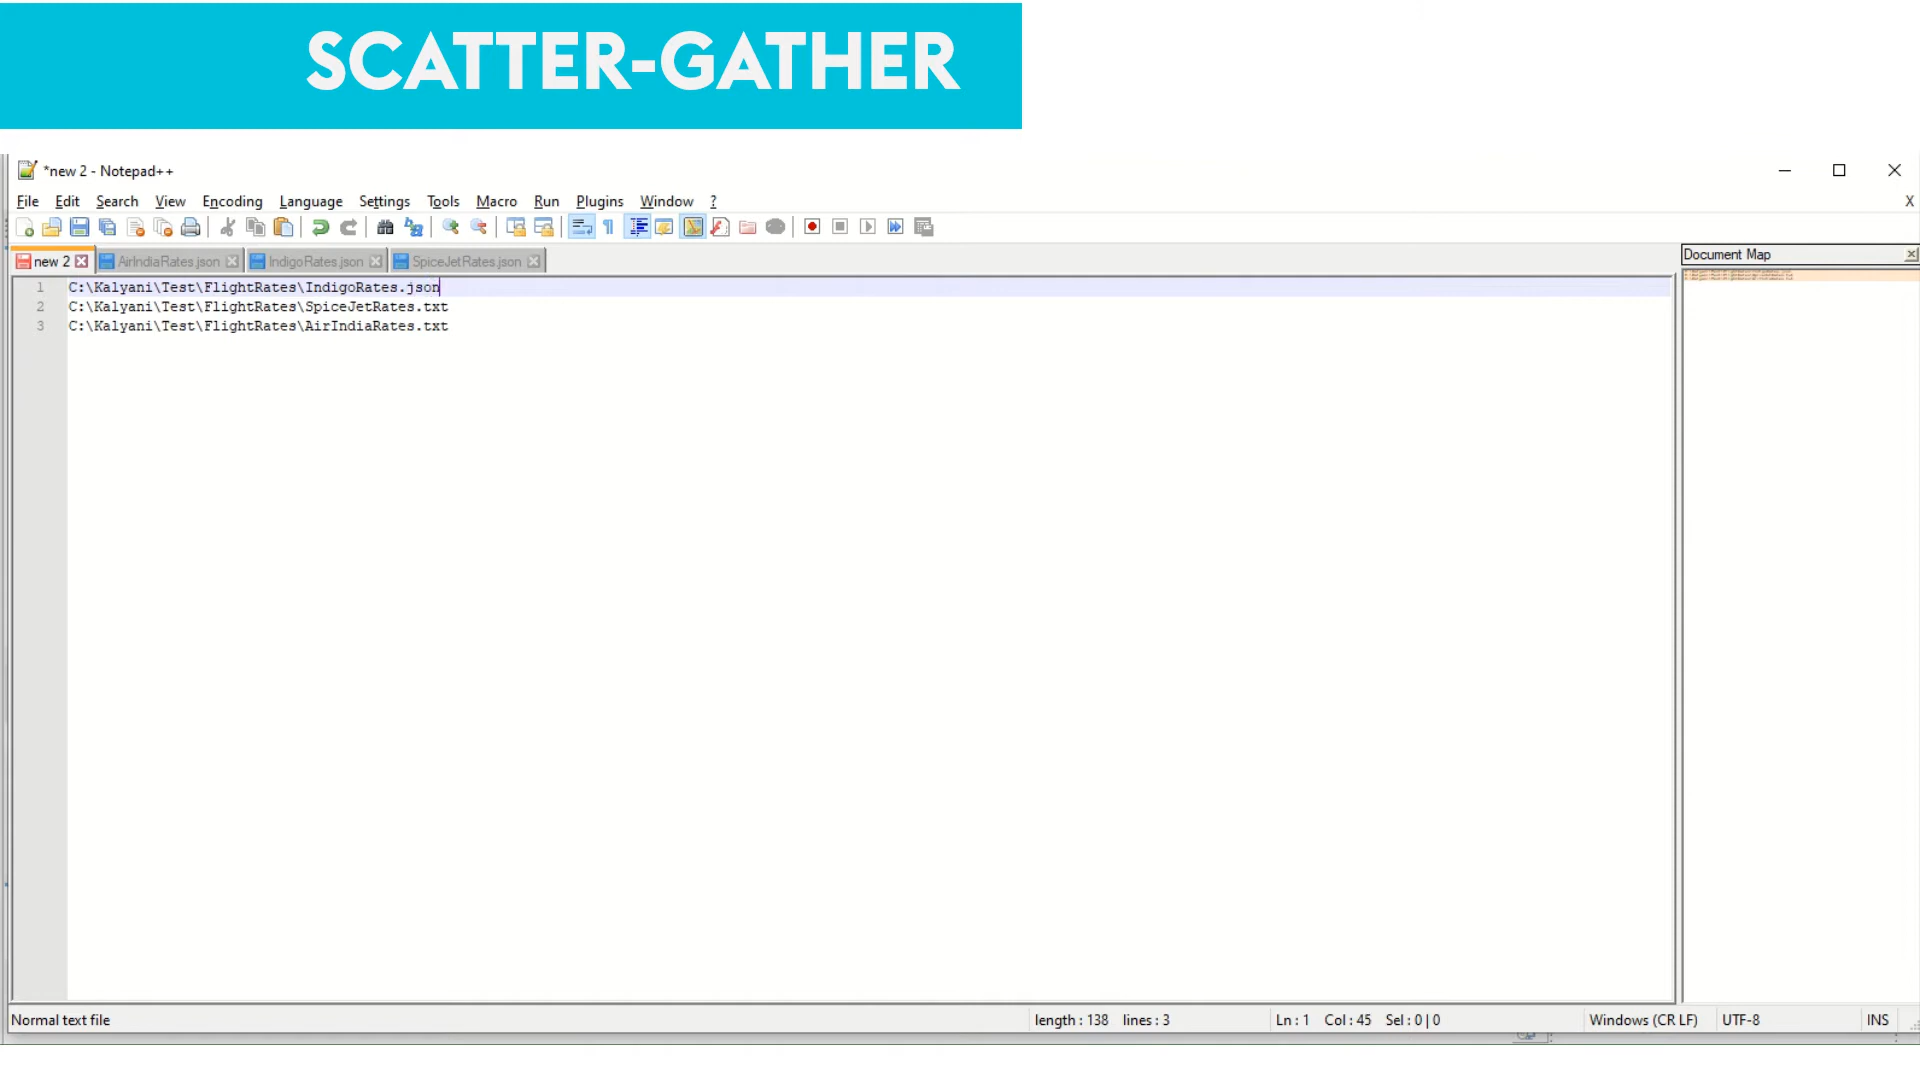 SCATTER-GATHER
*new 2 - Notepad++
File Edit Search View Encoding Language Settings Tools Macro Run Plugins Window ? X
new 2 AirIndiaRates.json IndigoRates.json SpiceJetRates.json
Document Map
1 C:\Kalyani\Test\FlightRates\IndigoRates.json
2 C:\Kalyani\Test\FlightRates\SpiceJetRates.txt
3 C:\Kalyani\Test\FlightRates\AirIndiaRates.txt
Normal text file length : 138 lines : 3 Ln : 1 Col : 45 Sel : 0 | 0 Windows (CR LF) UTF-8 INS